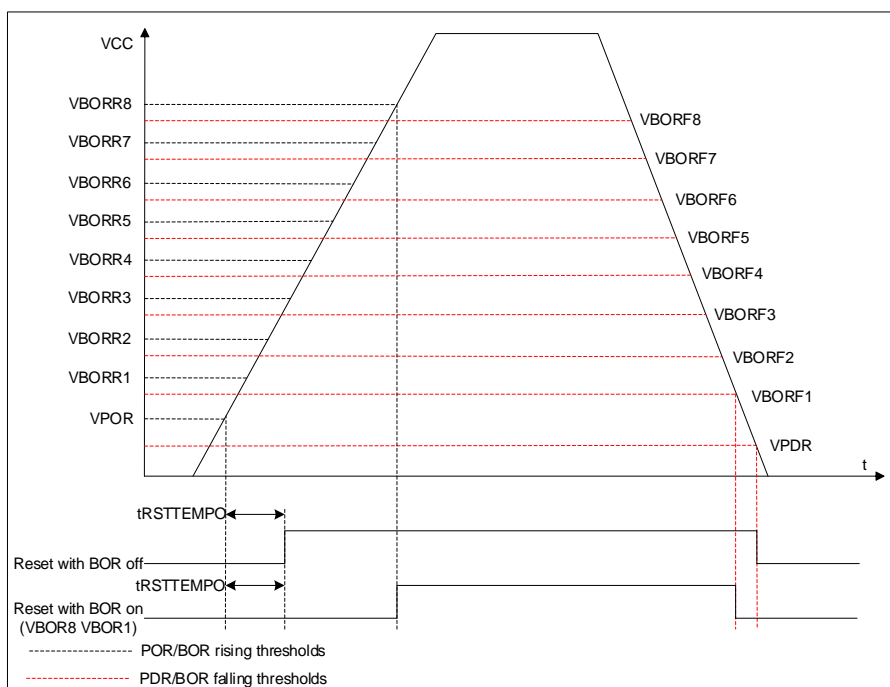 VCC
VBORR8
VBORF8
VBORR7
VBORF7
VBORR6
VBORF6
VBORR5
VBORF5
VBORR4
VBORF4
VBORR3
VBORF3
VBORR2
VBORF2
VBORR1
VBORF1
VPOR
VPDR
t
tRSTTEMPO
Reset with BOR off
tRSTTEMPO
Reset with BOR on
(VBOR8 VBOR1)
POR/BOR rising thresholds
PDR/BOR falling thresholds